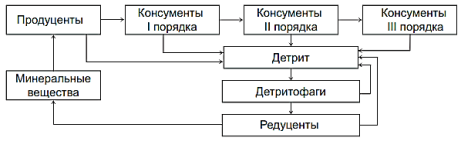 Продуценты
Консументы
I порядка
Консументы
II порядка
Консументы
III порядка
Детрит
Минеральные
вещества
Детритофаги
Редуценты